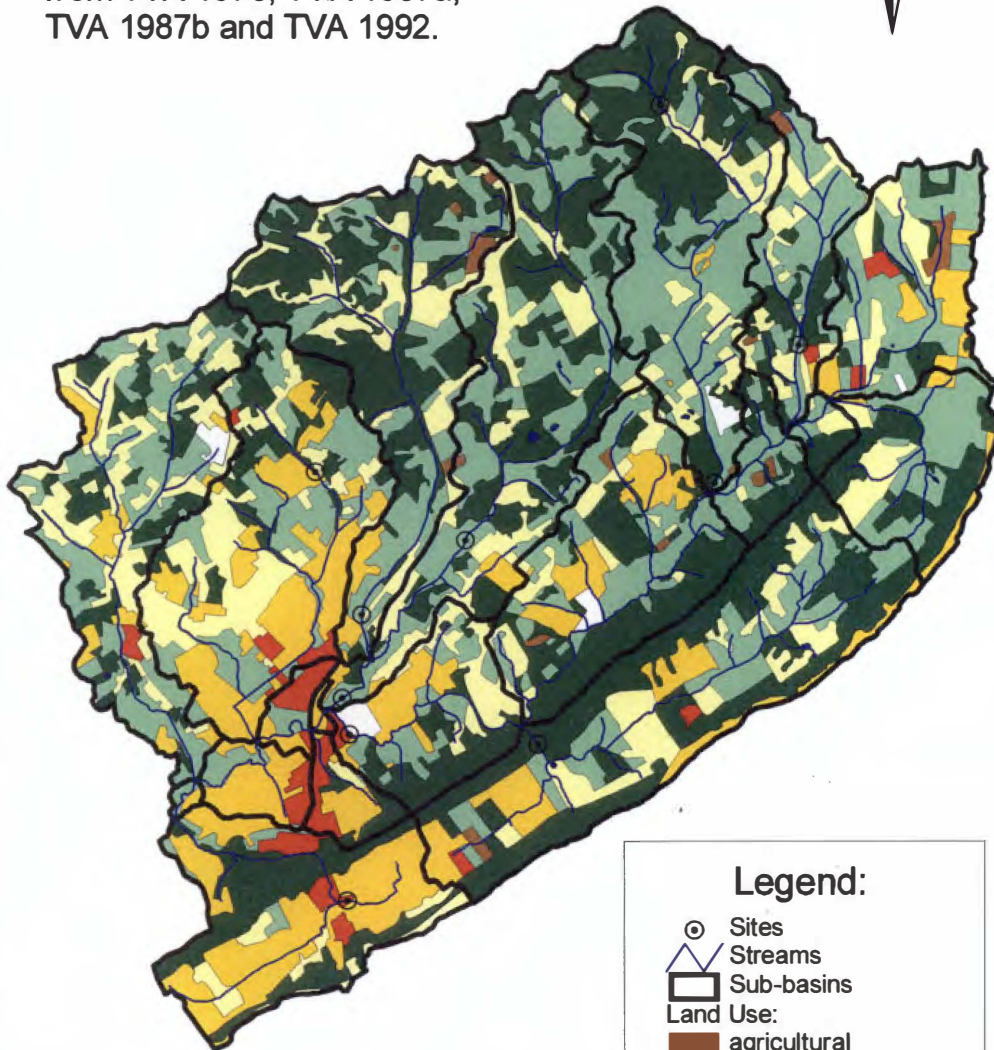 TVA 1987b and TVA 1992.
Legend:
Sites
Streams
Sub-basins
Land Use:
agricultural